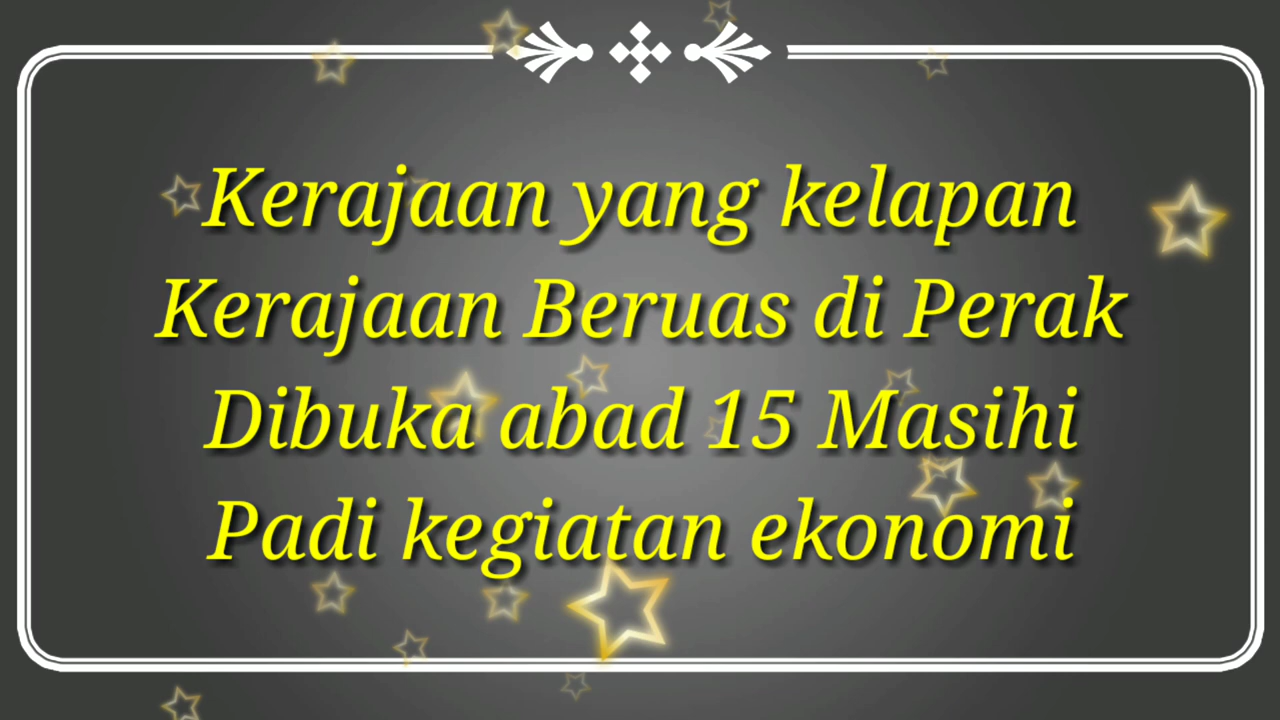 Kerajaan yang kelapan
Kerajaan Beruas di Perak
Dibuka abad 15 Masihi
Padi kegiatan ekonomi